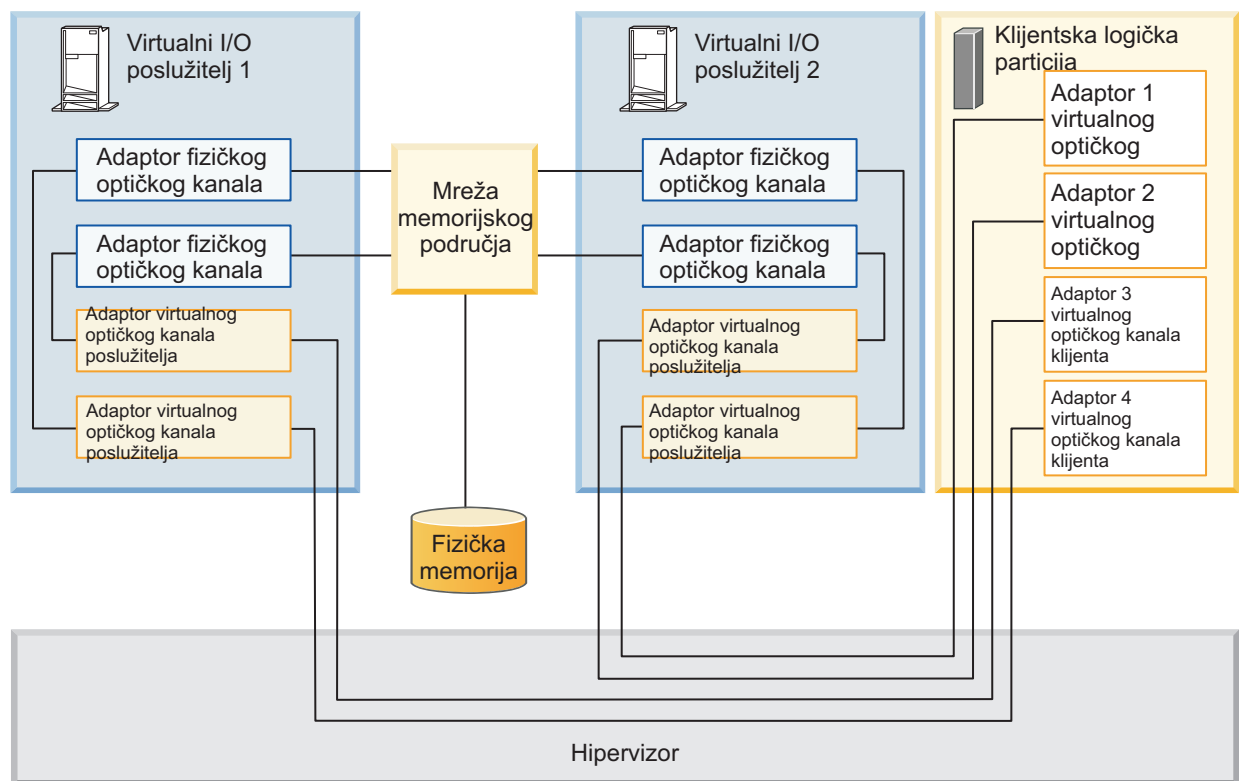 Virtualni I/O
poslužitelj 1
Adaptor fizičkog
optičkog kanala
Adaptor fizičkog
optičkog kanala
Adaptor virtualnog
optičkog kanala
poslužitelja
Adaptor virtualnog
optičkog kanala
poslužitelja
Mreža
memorijskog
područja
Fizička
memorija
Virtualni I/O
poslužitelj 2
Adaptor fizičkog
optičkog kanala
Adaptor fizičkog
optičkog kanala
Adaptor virtualnog
optičkog kanala
poslužitelja
Adaptor virtualnog
optičkog kanala
poslužitelja
Klijentska logička
particija
Adaptor 1
virtualnog
optičkog
Adaptor 2
virtualnog
optičkog
Adaptor 3
virtualnog
optičkog kanala
klijenta
Adaptor 4
virtualnog
optičkog kanala
klijenta
Hipervizor